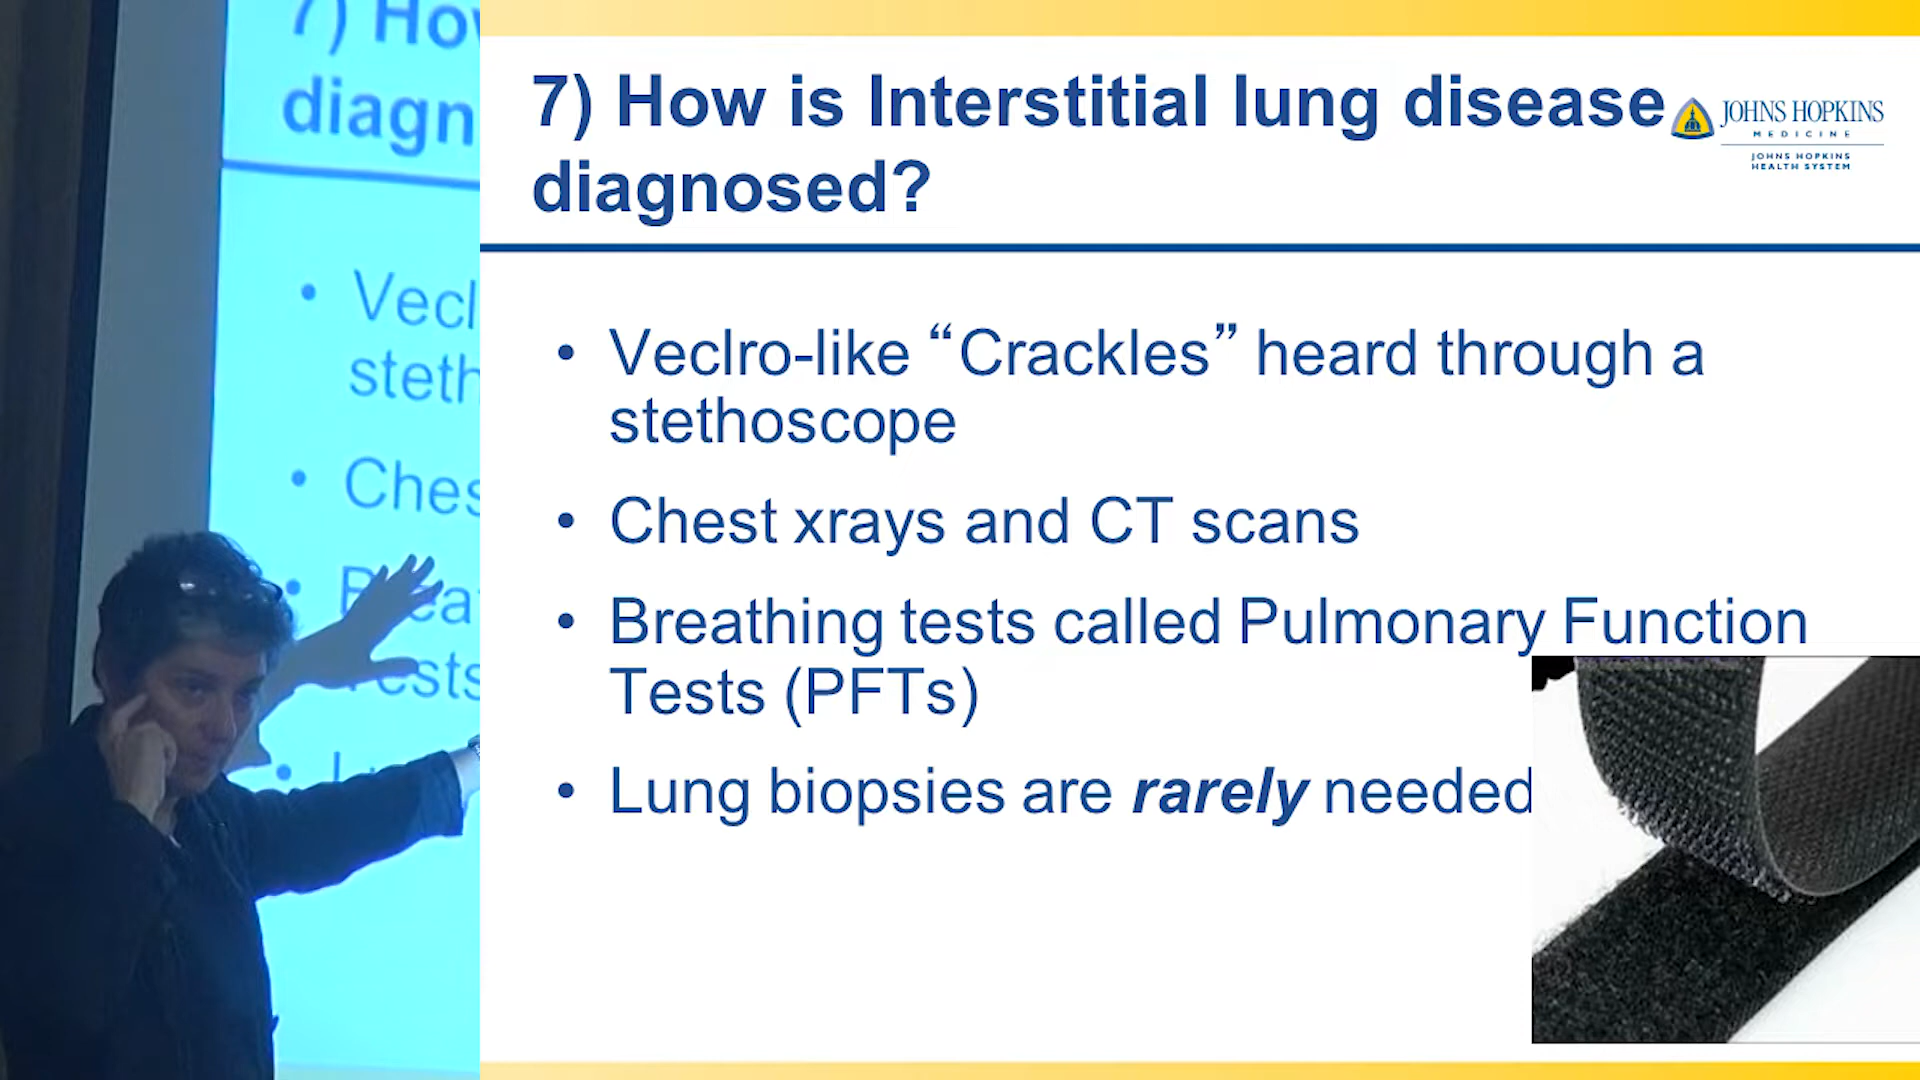 7) How
diagn
• Vecl
steth
• Ches
• Brea
Tests
7) How is Interstitial lung disease
diagnosed?
JOHNS HOPKINS
MEDICINE
JOHNS HOPKINS
HEALTH SYSTEM
• Veclro-like “Crackles” heard through a
stethoscope
• Chest xrays and CT scans
• Breathing tests called Pulmonary Function
Tests (PFTs)
• Lung biopsies are rarely needed